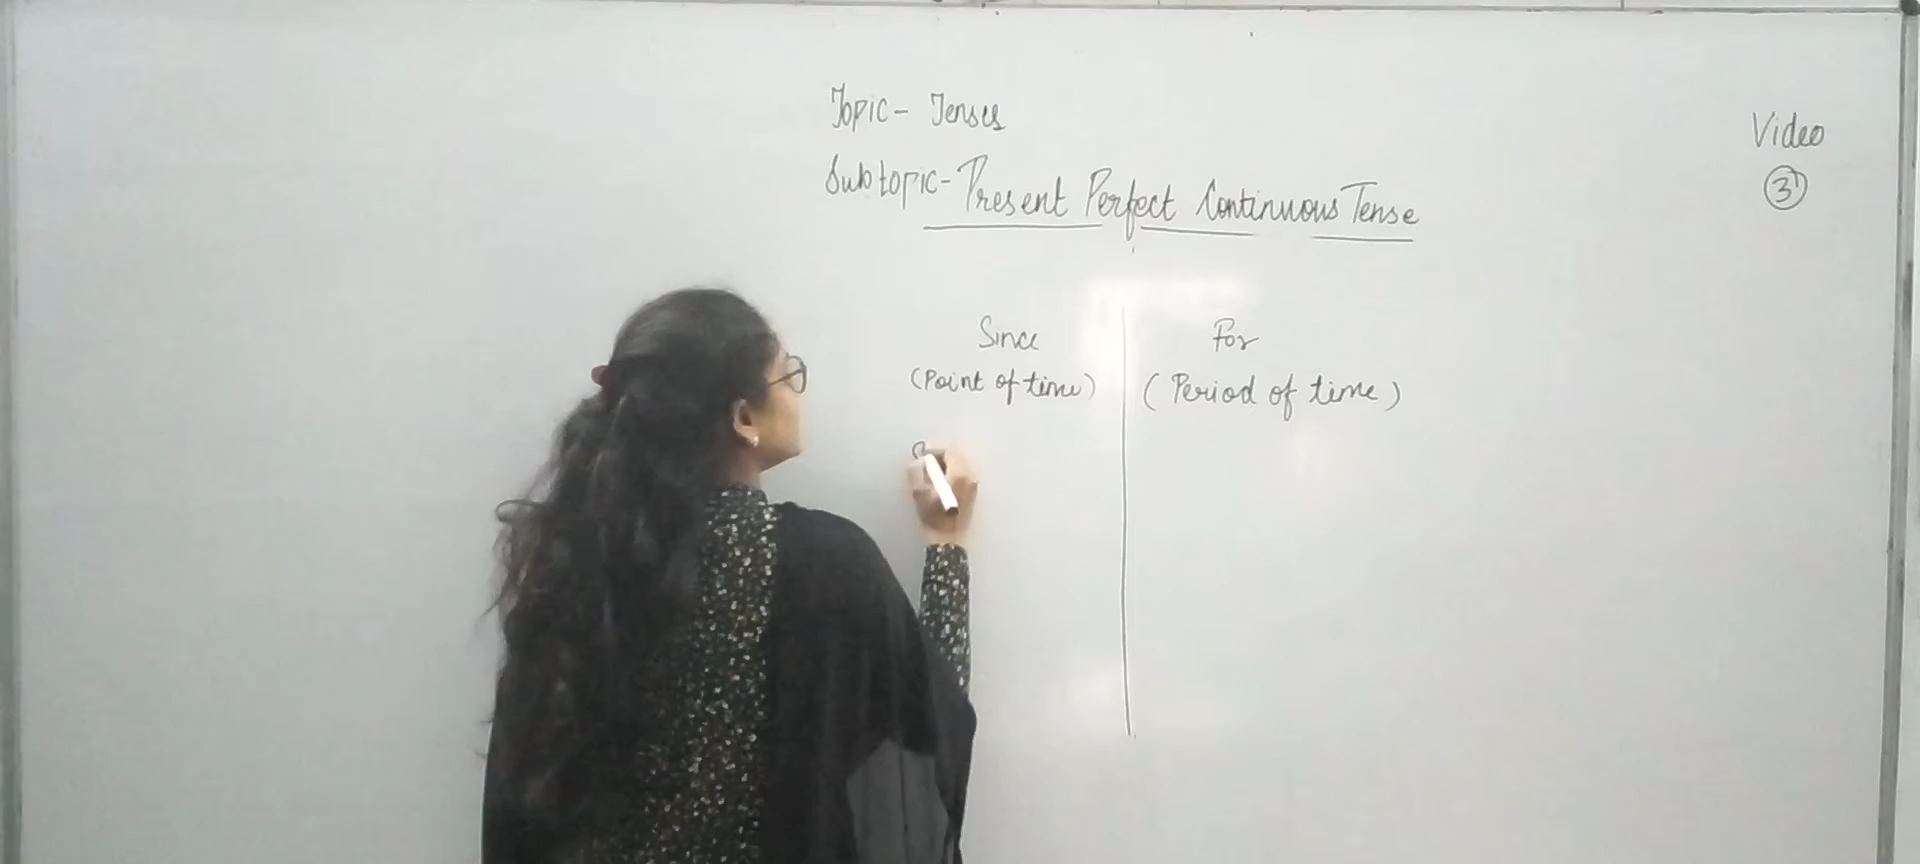 Topic- Tenses
Video
Subtopic- Present Perfect Continuous Tense
3
Since
For
(Point of time)
(Period of time)